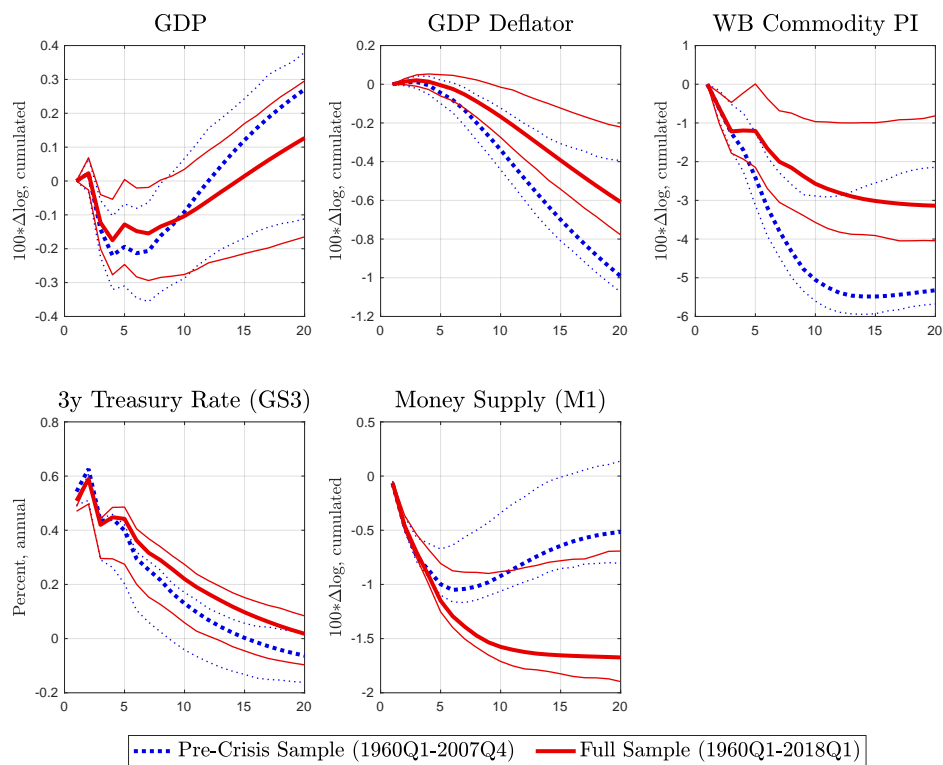 GDP
GDP Deflator
WB Commodity PI
100*Δlog, cumulated
0.4
0.3
0.2
0.1
0
-0.1
-0.2
-0.3
-0.4
0 5 10 15 20
100*Δlog, cumulated
0.2
0
-0.2
-0.4
-0.6
-0.8
-1
-1.2
0 5 10 15 20
100*Δlog, cumulated
1
0
-1
-2
-3
-4
-5
-6
0 5 10 15 20
3y Treasury Rate (GS3)
Money Supply (M1)
Percent, annual
0.8
0.6
0.4
0.2
0
-0.2
0 5 10 15 20
100*Δlog, cumulated
0.5
0
-0.5
-1
-1.5
-2
0 5 10 15 20
Pre-Crisis Sample (1960Q1-2007Q4) Full Sample (1960Q1-2018Q1)